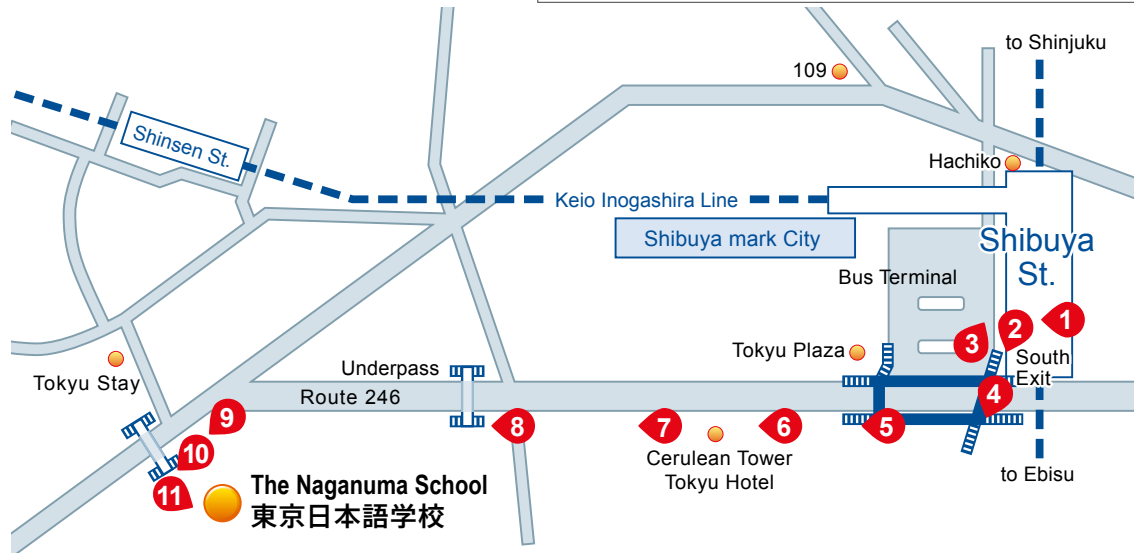 to Shinjuku
109
Shinsen St.
Hachiko
Keio Inogashira Line
Shibuya mark City
Shibuya
St.
Bus Terminal
1
2
3
Tokyu Plaza
South
Exit
Tokyu Stay
Underpass
Route 246
4
5
6
7
8
9
10
11
Cerulean Tower
Tokyu Hotel
to Ebisu
The Naganuma School
東京日本語学校